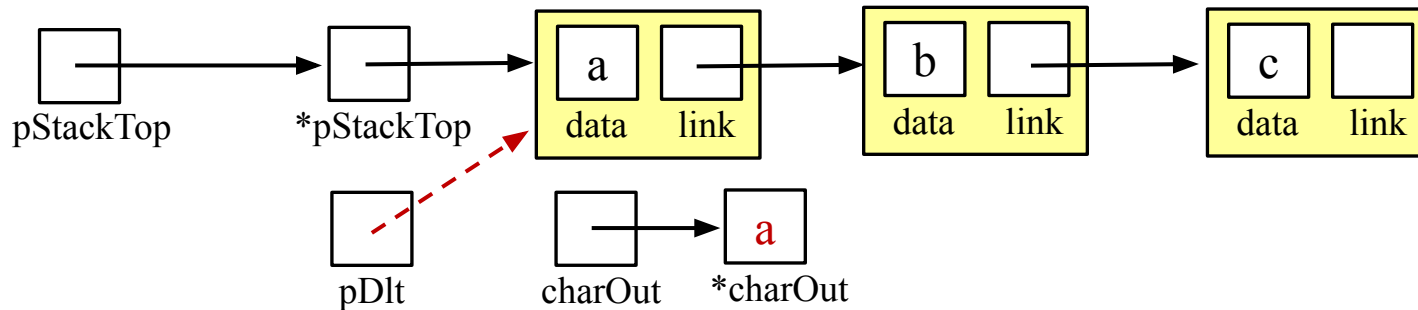 a b c
pStackTop *pStackTop data link data link data link
a
pDlt charOut *charOut